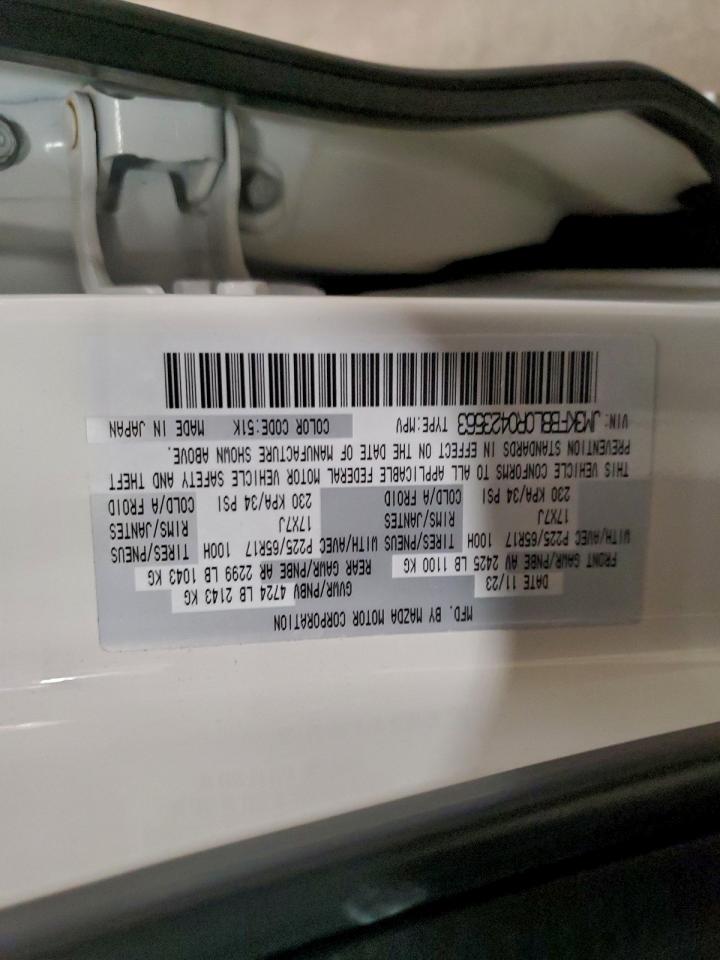 MFD. BY MAZDA MOTOR CORPORATION
DATE 11/23 GVWR/PNBV 4724 LB 2143 KG
FRONT GAWR/PNBE AV 2425 LB 1100 KG REAR GAWR/PNBE AR 2299 LB 1043 KG
WITH/AVEC P225/65R17 100H TIRES/PNEUS WITH/AVEC P225/65R17 100H TIRES/PNEUS
17X7J RIMS/JANTES 17X7J RIMS/JANTES
230 KPA/34 PSI COLD/A FROID 230 KPA/34 PSI COLD/A FROID
THIS VEHICLE CONFORMS TO ALL APPLICABLE FEDERAL MOTOR VEHICLE SAFETY AND THEFT
PREVENTION STANDARDS IN EFFECT ON THE DATE OF MANUFACTURE SHOWN ABOVE.
VIN: JM3KFBBL0R0423563 TYPE:MPV COLOR CODE:51K MADE IN JAPAN